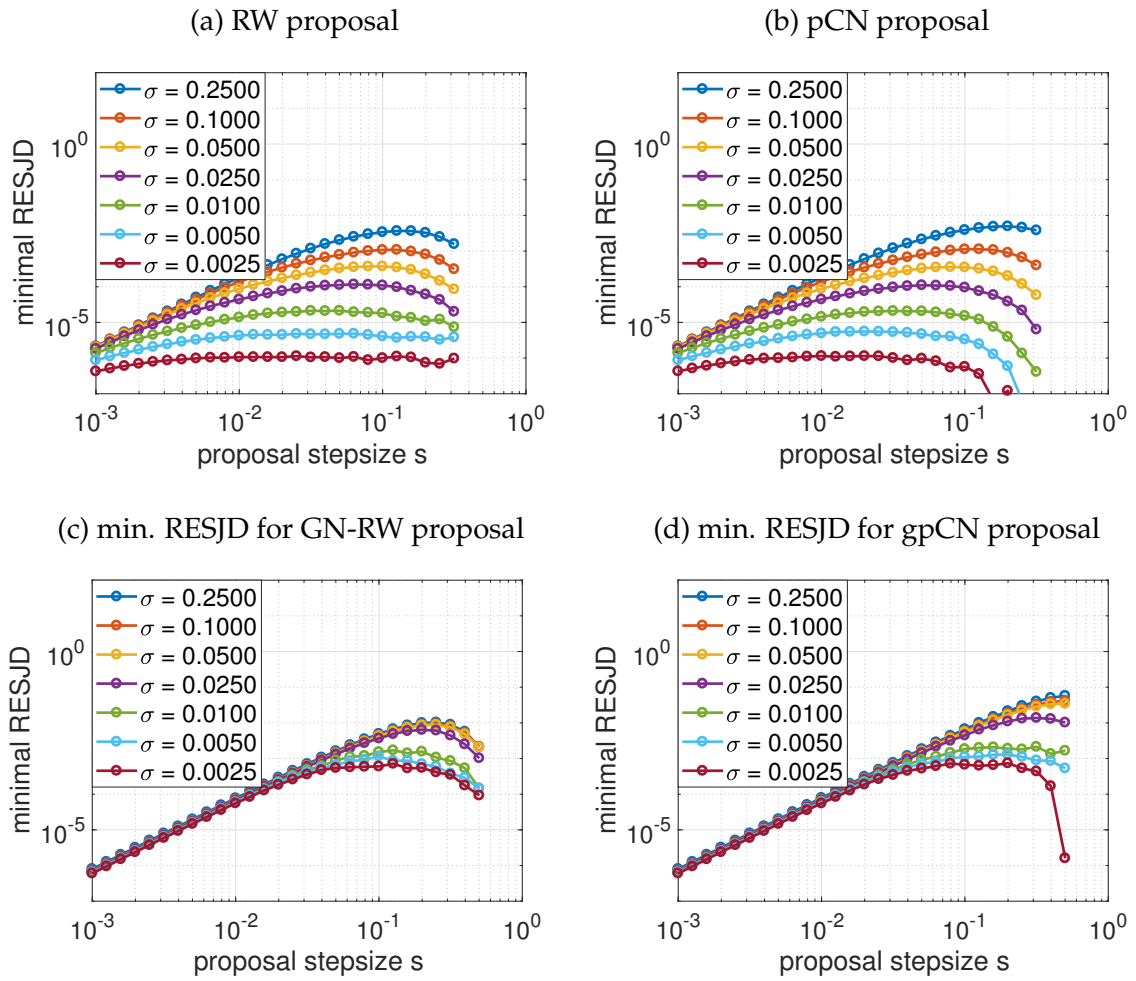 (a) RW proposal
minimal RESJD
10^0
10^-5
σ = 0.2500
σ = 0.1000
σ = 0.0500
σ = 0.0250
σ = 0.0100
σ = 0.0050
σ = 0.0025
10^-3
10^-2
10^-1
10^0
proposal stepsize s
(b) pCN proposal
minimal RESJD
10^0
10^-5
σ = 0.2500
σ = 0.1000
σ = 0.0500
σ = 0.0250
σ = 0.0100
σ = 0.0050
σ = 0.0025
10^-3
10^-2
10^-1
10^0
proposal stepsize s
(c) min. RESJD for GN-RW proposal
minimal RESJD
10^0
10^-5
σ = 0.2500
σ = 0.1000
σ = 0.0500
σ = 0.0250
σ = 0.0100
σ = 0.0050
σ = 0.0025
10^-3
10^-2
10^-1
10^0
proposal stepsize s
(d) min. RESJD for gpCN proposal
minimal RESJD
10^0
10^-5
σ = 0.2500
σ = 0.1000
σ = 0.0500
σ = 0.0250
σ = 0.0100
σ = 0.0050
σ = 0.0025
10^-3
10^-2
10^-1
10^0
proposal stepsize s